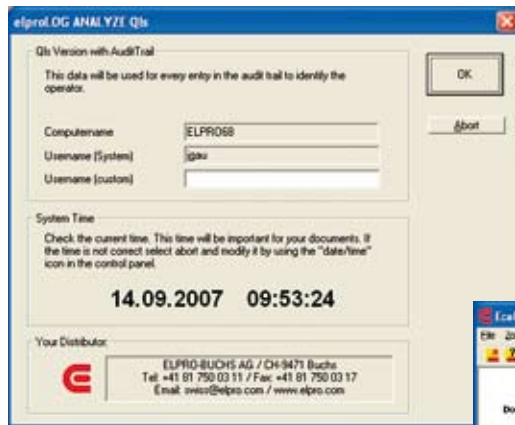 elproLOG ANALYZE QIs
QIs Version with AuditTrail
This data will be used for every entry in the audit trail to identify the
operator.
OK
Abort
Computername ELPRO68
Username (System) jgau
Username (custom)
System Time
Check the current time. This time will be important for your documents. If
the time is not correct select abort and modify it by using the "date/time"
icon in the control panel.
14.09.2007 09:53:24
Your Distributor:
ELPRO-BUCHS AG / CH-9471 Buchs
Tel: +41 81 750 03 11 / Fax: +41 81 750 03 17
Email: swiss@elpro.com / www.elpro.com
File